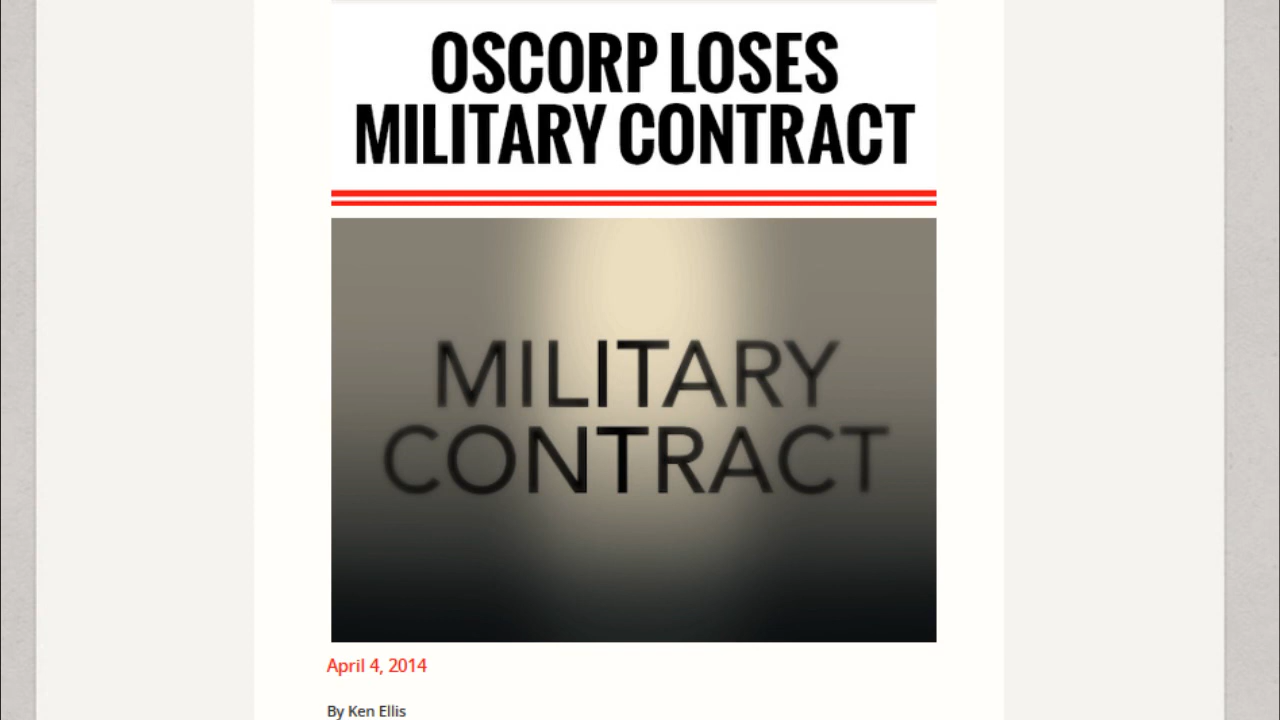 OSCORP LOSES
MILITARY CONTRACT
MILITARY
CONTRACT
April 4, 2014
By Ken Ellis